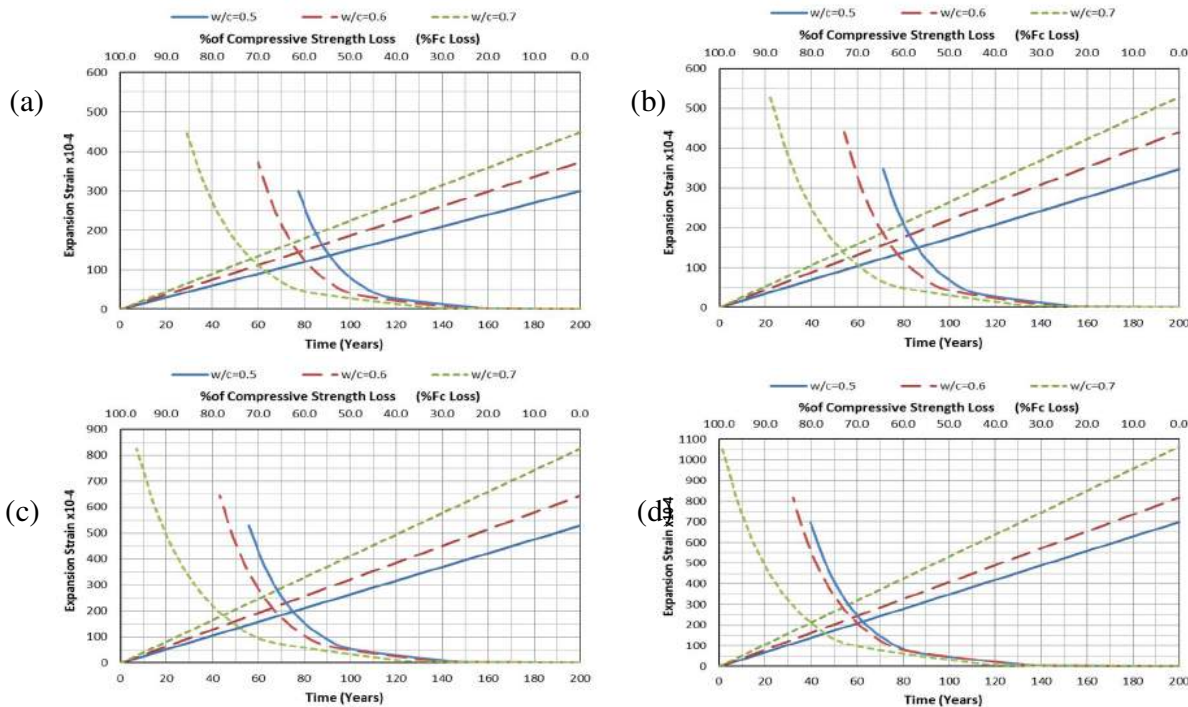 w/c=0.5 w/c=0.6 w/c=0.7
%of Compressive Strength Loss (%Fc Loss)
100.0 90.0 80.0 70.0 60.0 50.0 40.0 30.0 20.0 10.0 0.0
(a)
Expansion Strain x10-4
600
500
400
300
200
100
0
0 20 40 60 80 100 120 140 160 180 200
Time (Years)
w/c=0.5 w/c=0.6 w/c=0.7
%of Compressive Strength Loss (%Fc Loss)
100.0 90.0 80.0 70.0 60.0 50.0 40.0 30.0 20.0 10.0 0.0
(b)
Expansion Strain x10-4
600
500
400
300
200
100
0
0 20 40 60 80 100 120 140 160 180 200
Time (Years)
w/c=0.5 w/c=0.6 w/c=0.7
%of Compressive Strength Loss (%Fc Loss)
100.0 90.0 80.0 70.0 60.0 50.0 40.0 30.0 20.0 10.0 0.0
(c)
Expansion Strain x10-4
900
800
700
600
500
400
300
200
100
0
0 20 40 60 80 100 120 140 160 180 200
Time (Years)
w/c=0.5 w/c=0.6 w/c=0.7
%of Compressive Strength Loss (%Fc Loss)
100.0 90.0 80.0 70.0 60.0 50.0 40.0 30.0 20.0 10.0 0.0
(d)
Expansion Strain
1100
1000
900
800
700
600
500
400
300
200
100
0
0 20 40 60 80 100 120 140 160 180 200
Time (Years)